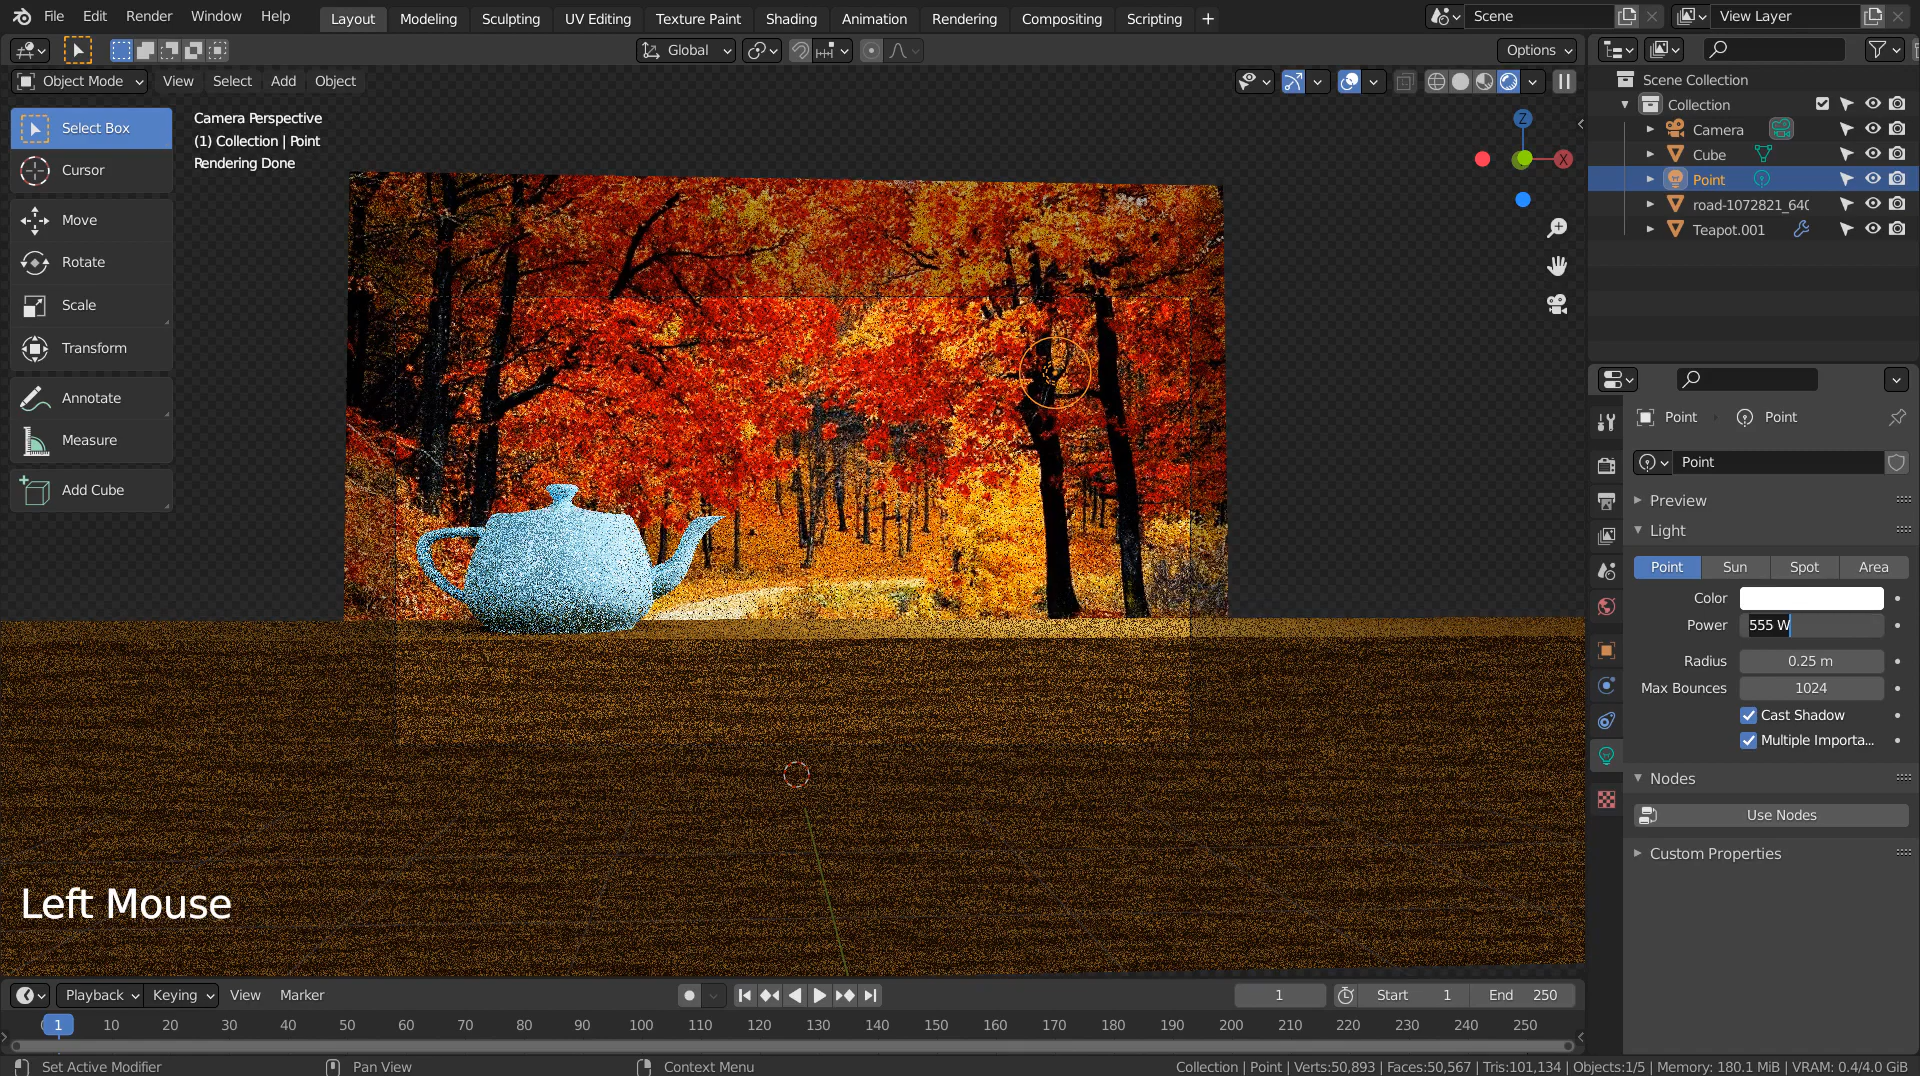 File Edit Render Window Help
Layout Modeling Sculpting UV Editing Texture Paint Shading Animation Rendering Compositing Scripting +
Scene
View Layer
Global
Options
Object Mode View Select Add Object
Select Box
Cursor
Move
Rotate
Scale
Transform
Annotate
Measure
Add Cube
Camera Perspective
(1) Collection | Point
Rendering Done
Z
X
Left Mouse
Scene Collection
Collection
Camera
Cube
Point
road-1072821_640
Teapot.001
Point Point
Point
Preview
Light
Point Sun Spot Area
Color
Power 555 W
Radius 0.25 m
Max Bounces 1024
Cast Shadow
Multiple Importa...
Nodes
Use Nodes
Custom Properties
Playback Keying View Marker
1 Start 1 End 250
1 10 20 30 40 50 60 70 80 90 100 110 120 130 140 150 160 170 180 190 200 210 220 230 240 250
Set Active Modifier Pan View Context Menu
Collection | Point | Verts:50,893 | Faces:50,567 | Tris:101,134 | Objects:1/5 | Memory: 180.1 MiB | VRAM: 0.4/4.0 GiB